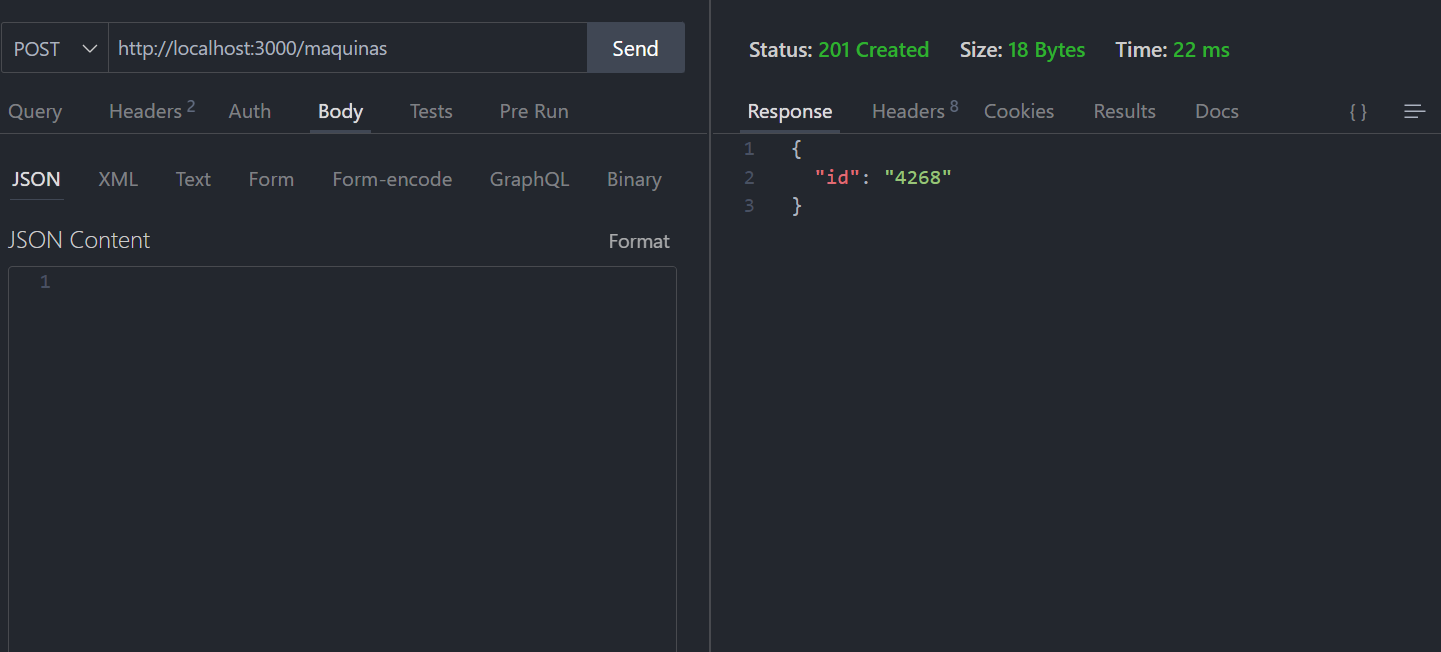 POST http://localhost:3000/maquinas Send
Query Headers 2 Auth Body Tests Pre Run
JSON XML Text Form Form-encode GraphQL Binary
JSON Content Format
1
Status: 201 Created Size: 18 Bytes Time: 22 ms
Response Headers 8 Cookies Results Docs { }
1 {
2 "id": "4268"
3 }